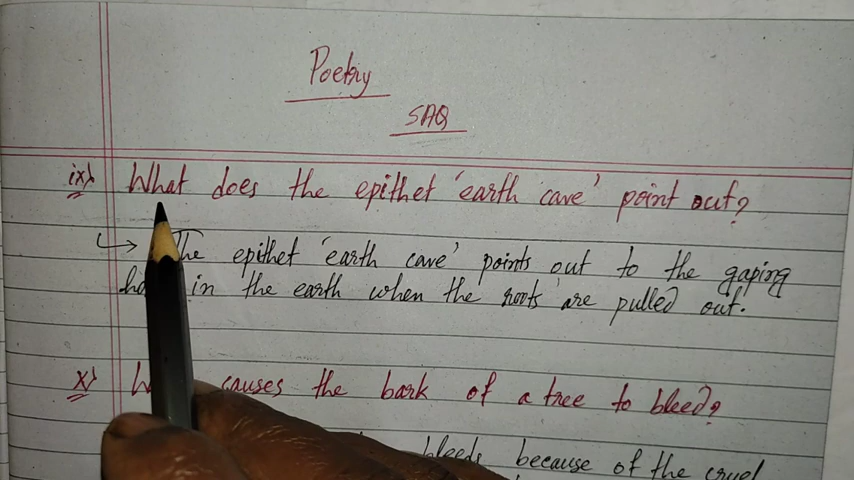 Poetry
SAQ
ix) What does the epithet 'earth cave' point out?
The epithet 'earth cave' points out to the gaping
in the earth when the roots are pulled out.
x) causes the bark of a tree to bleed?
bleeds because of the cruel